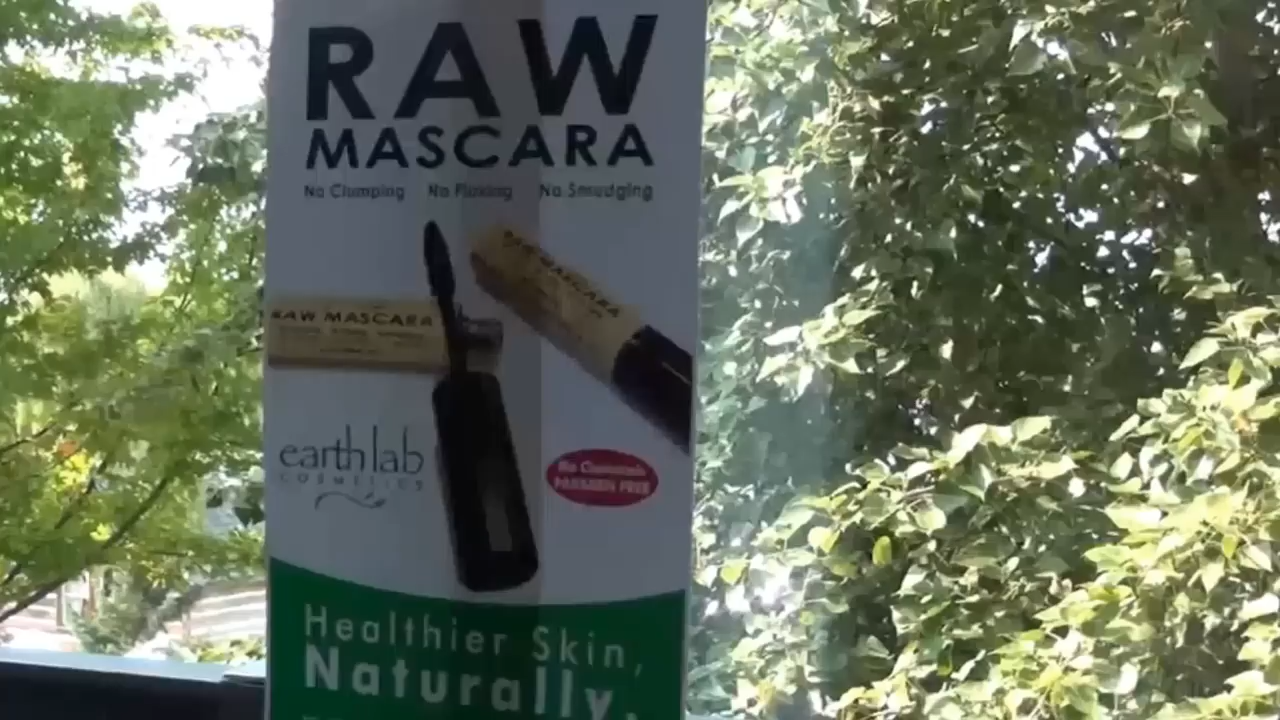 RAW
MASCARA
No Clumping No Flaking No Smudging
RAW MASCARA
RAW MASCARA
earth lab
COSMETICS
No Chemicals
PARABEN FREE
Healthier Skin,
Naturally.